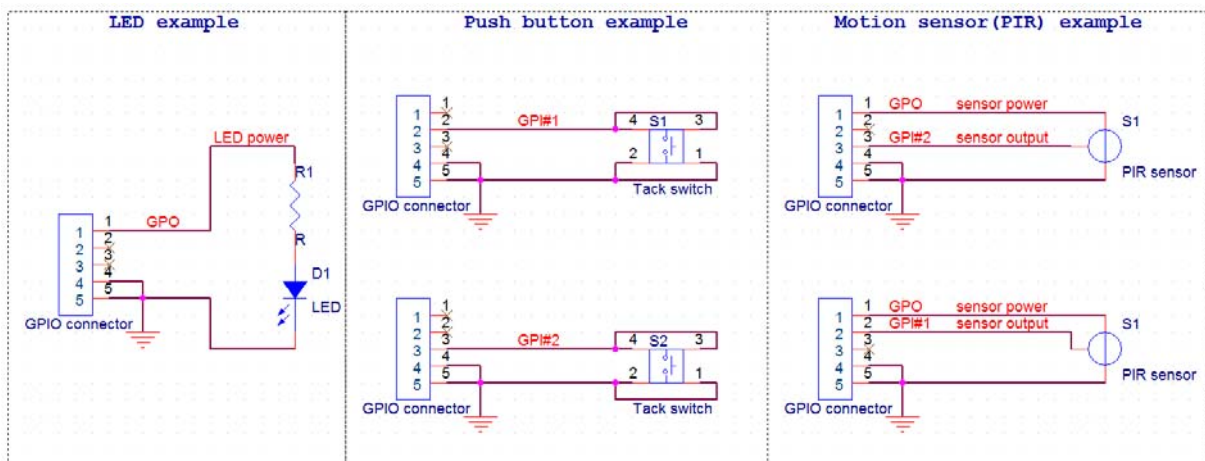 LED example
LED power
R1
R
GPO
1 1
2 2
3 3
4 4
5 5
D1
LED
GPIO connector
Push button example
1 1
2 2
3 3
4 4
5 5
GPI#1
S1
4 3
2 1
Tack switch
GPIO connector
1 1
2 2
3 3
4 4
5 5
GPI#2
S2
4 3
2 1
Tack switch
GPIO connector
Motion sensor(PIR) example
1 1
2 2
3 3
4 4
5 5
GPO sensor power
GPI#2 sensor output
S1
PIR sensor
GPIO connector
1 1
2 2
3 3
4 4
5 5
GPO sensor power
GPI#1 sensor output
S1
PIR sensor
GPIO connector